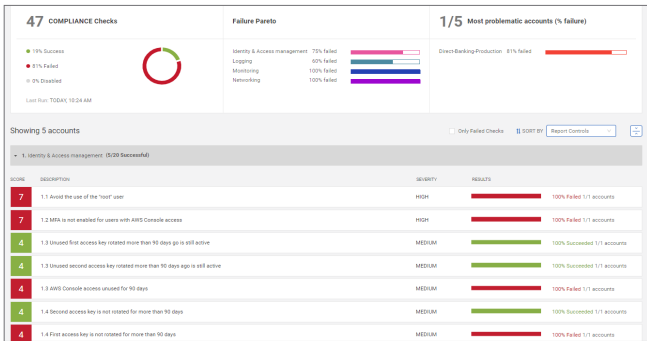 47 COMPLIANCE Checks
19% Success
81% Failed
0% Disabled
Last Run: TODAY, 10:24 AM
Failure Pareto
Identity & Access management 75% failed
Logging 60% failed
Monitoring 100% failed
Networking 100% failed
1/5 Most problematic accounts (% failure)
Direct-Banking-Production 81% failed
Showing 5 accounts
Only Failed Checks SORT BY Report Controls
1. Identity & Access management (5/20 Successful)
SCORE DESCRIPTION SEVERITY RESULTS
7 1.1 Avoid the use of the "root" user HIGH 100% Failed 1/1 accounts
7 1.2 MFA is not enabled for users with AWS Console access HIGH 100% Failed 1/1 accounts
4 1.3 Unused first access key rotated more than 90 days go is still active MEDIUM 100% Succeeded 1/1 accounts
4 1.3 Unused second access key rotated more than 90 days ago is still active MEDIUM 100% Succeeded 1/1 accounts
4 1.3 AWS Console access unused for 90 days MEDIUM 100% Failed 1/1 accounts
4 1.4 Second access key is not rotated for more than 90 days MEDIUM 100% Succeeded 1/1 accounts
4 1.4 First access key is not rotated for more than 90 days MEDIUM 100% Failed 1/1 accounts